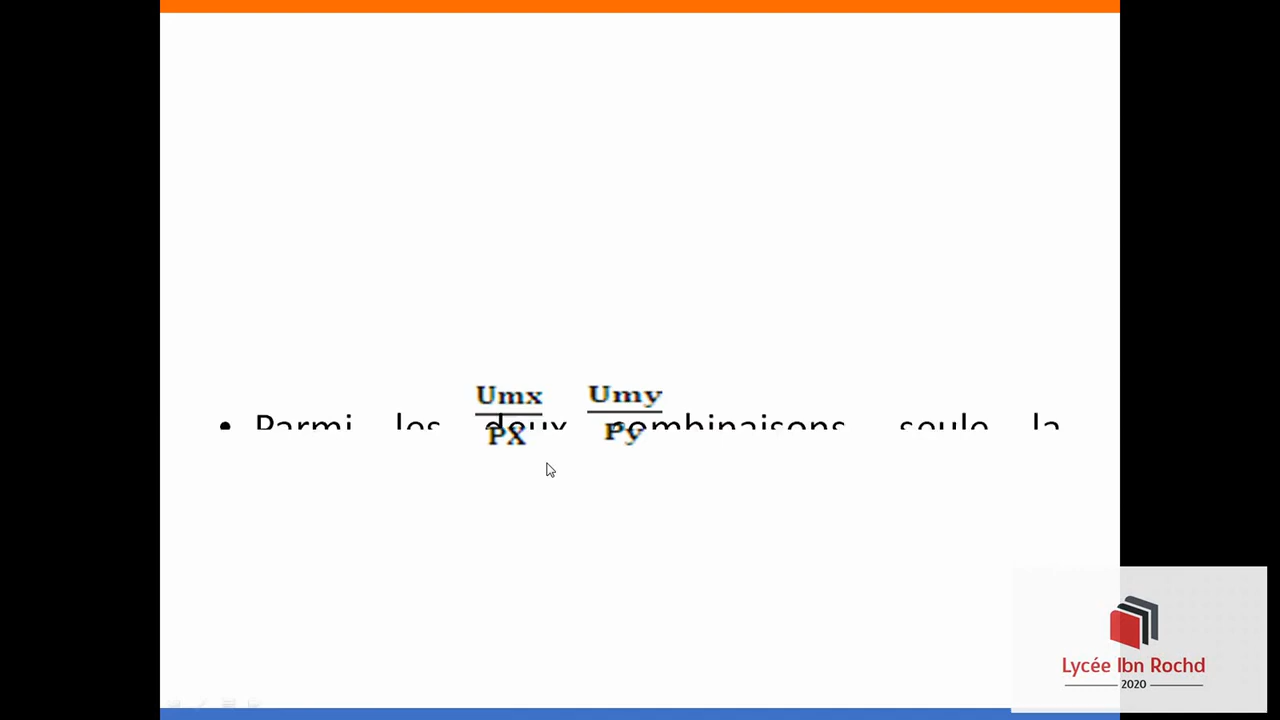 Umx Umy
• Parmi les deux combinaisons seule la
PX Py
Lycée Ibn Rochd
2020